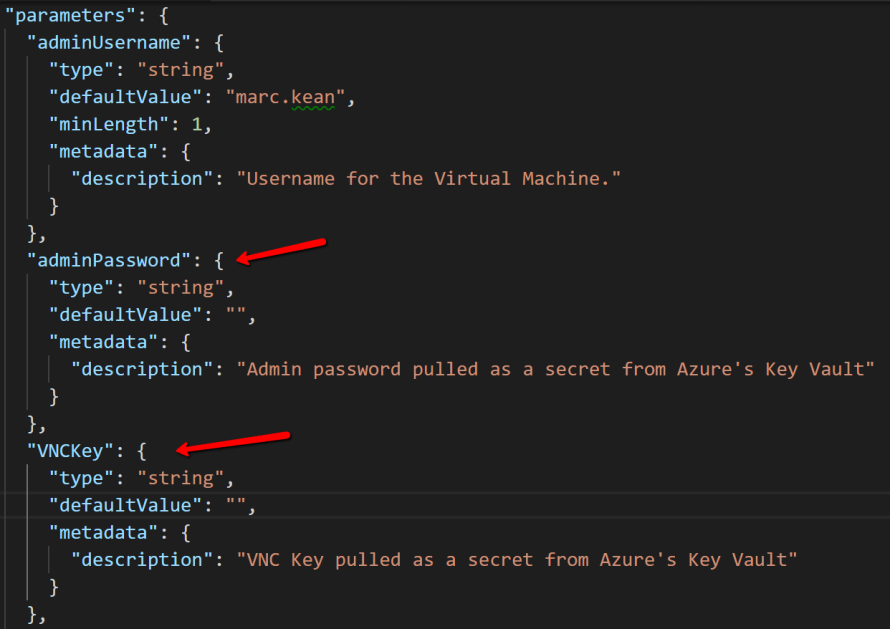 "parameters": {
"adminUsername": {
"type": "string",
"defaultValue": "marc.kean",
"minLength": 1,
"metadata": {
"description": "Username for the Virtual Machine."
}
},
"adminPassword": {
"type": "string",
"defaultValue": "",
"metadata": {
"description": "Admin password pulled as a secret from Azure's Key Vault"
}
},
"VNCKey": {
"type": "string",
"defaultValue": "",
"metadata": {
"description": "VNC Key pulled as a secret from Azure's Key Vault"
}
},